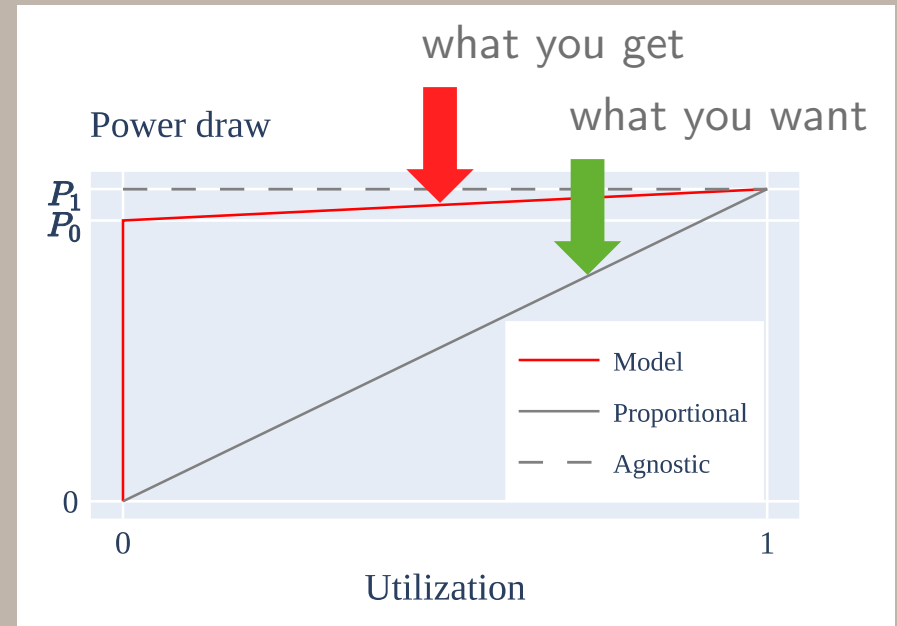 what you get
what you want
Power draw
P1
P0
Model
Proportional
Agnostic
0
0
1
Utilization